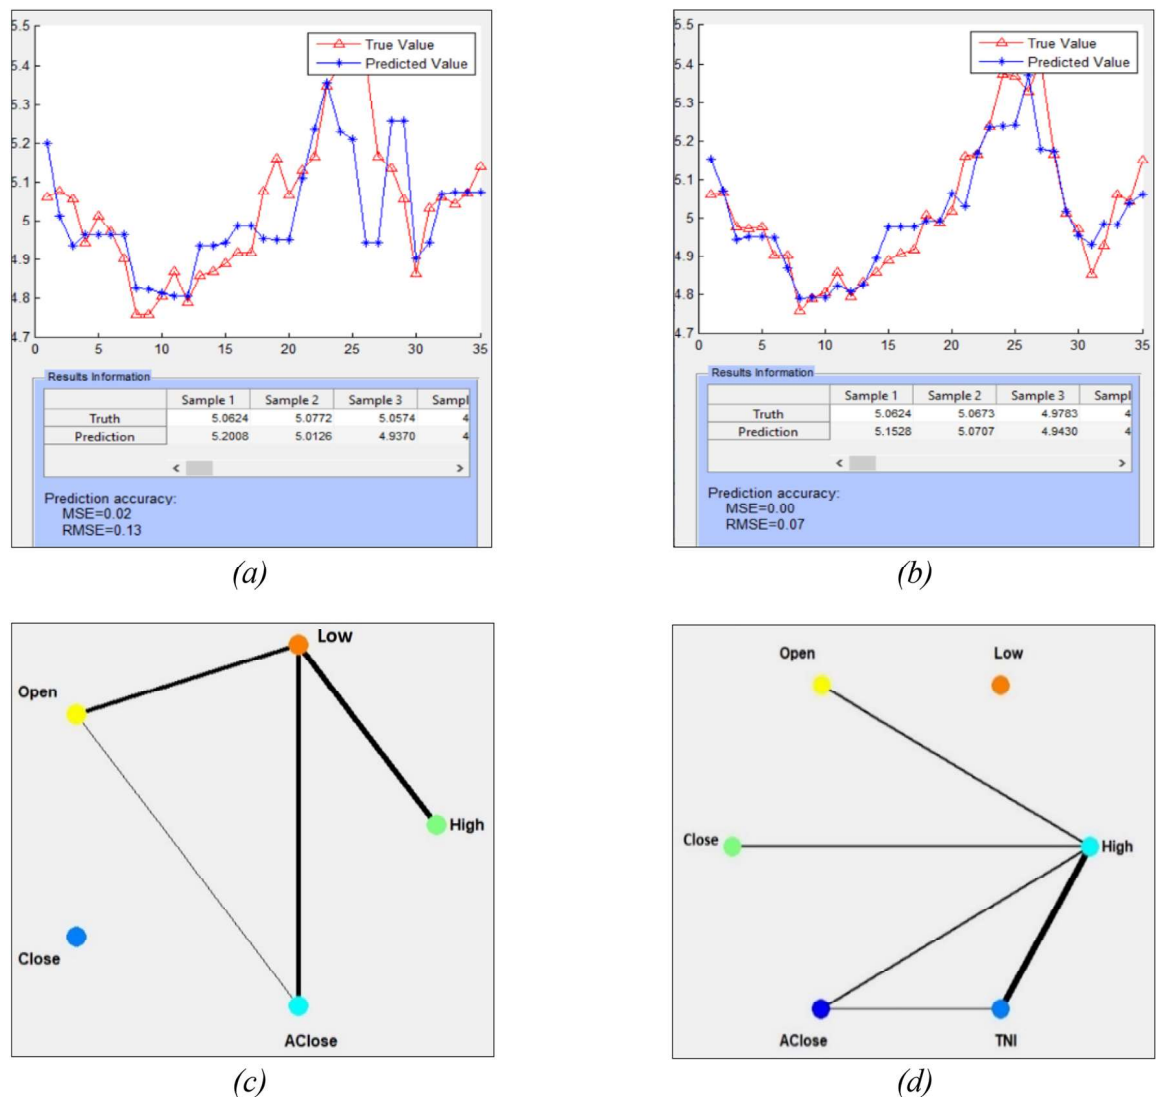 5.5
True Value
5.4
Predicted Value
5.3
5.2
5.1
5
4.9
4.8
4.7
0 5 10 15 20 25 30 35
Results Information
Sample 1 Sample 2 Sample 3 Sampl
Truth 5.0624 5.0772 5.0574 4
Prediction 5.2008 5.0126 4.9370 4
< >
Prediction accuracy:
MSE=0.02
RMSE=0.13
(a)
5.5
True Value
5.4
Predicted Value
5.3
5.2
5.1
5
4.9
4.8
4.7
0 5 10 15 20 25 30 35
Results Information
Sample 1 Sample 2 Sample 3 Sampl
Truth 5.0624 5.0673 4.9783 4
Prediction 5.1528 5.0707 4.9430 4
< >
Prediction accuracy:
MSE=0.00
RMSE=0.07
(b)
Low
Open
High
Close
AClose
(c)
Open Low
Close
High
AClose TNI
(d)